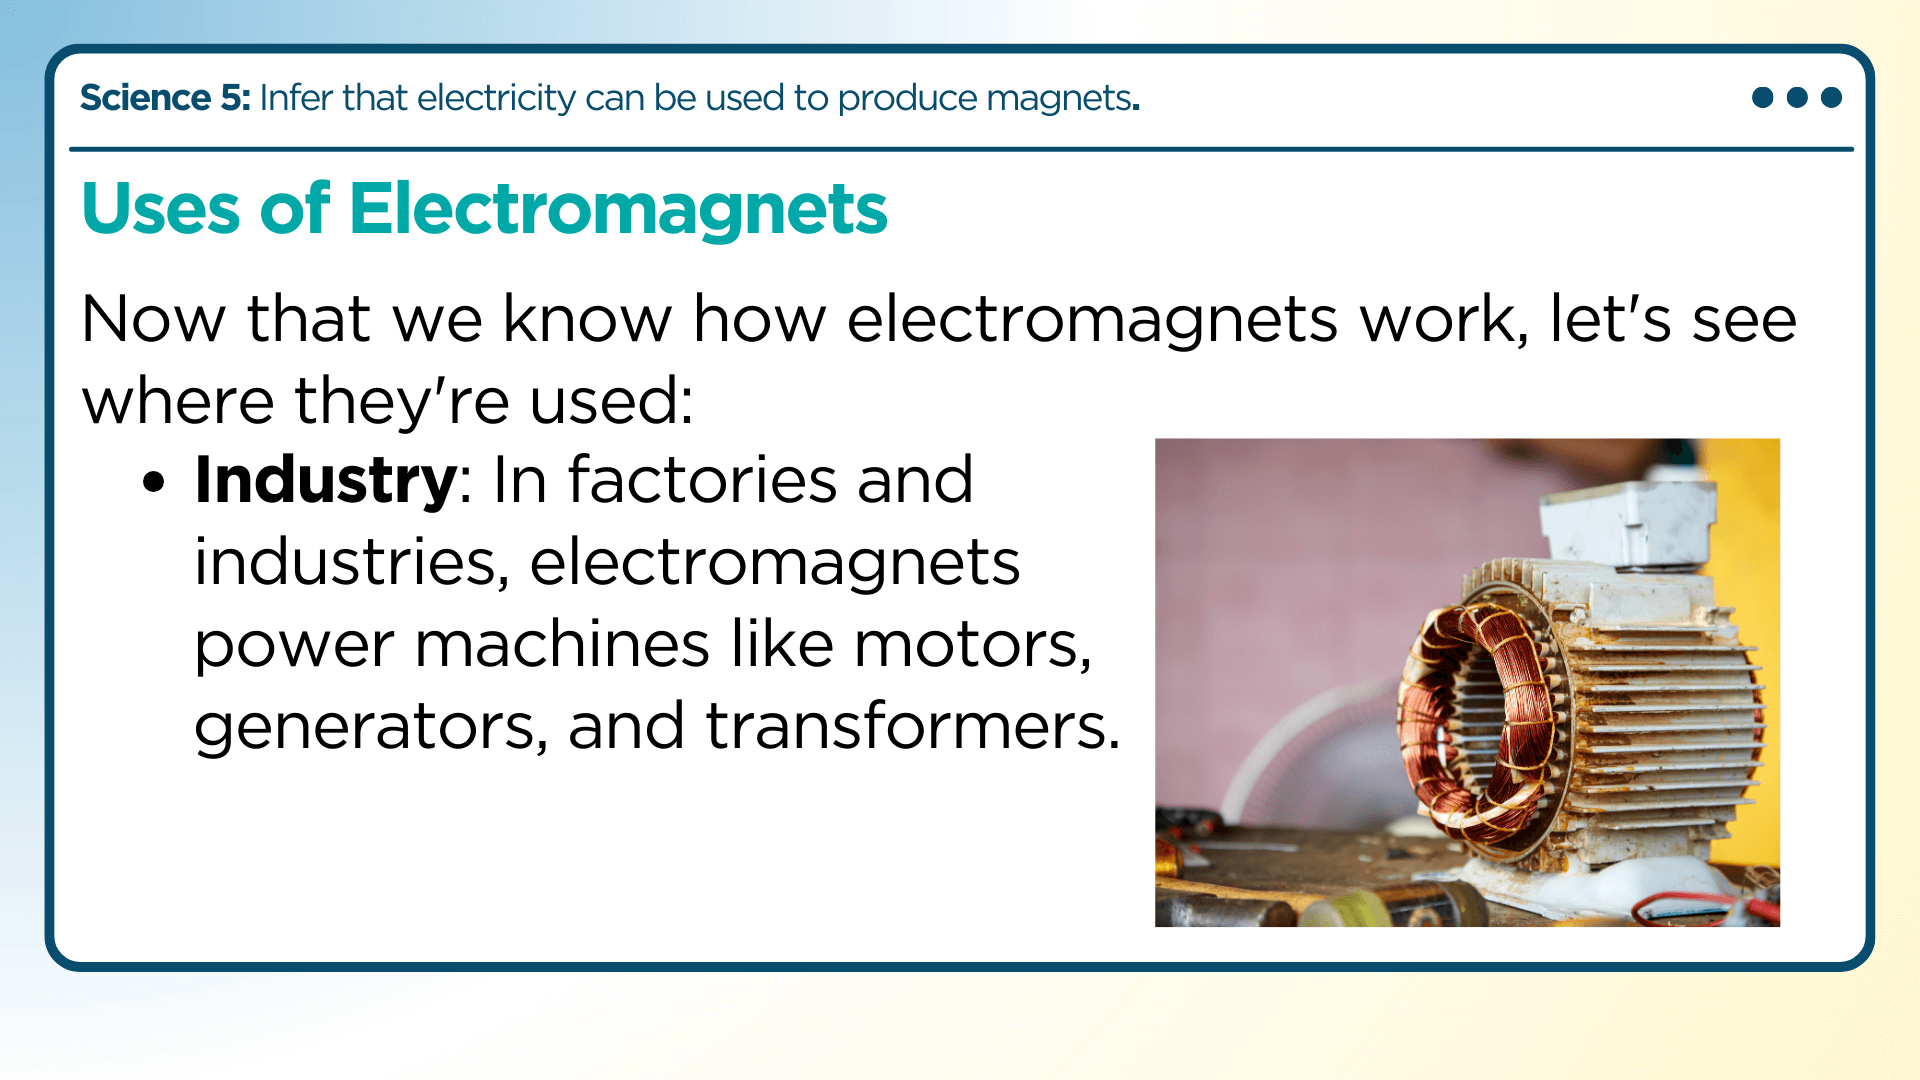 Science 5: Infer that electricity can be used to produce magnets.
Uses of Electromagnets
Now that we know how electromagnets work, let's see
where they're used:
• Industry: In factories and
industries, electromagnets
power machines like motors,
generators, and transformers.